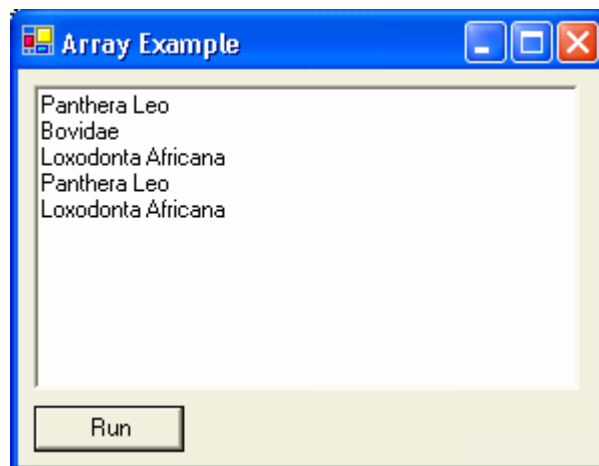 Array Example
Panthera Leo
Bovidae
Loxodonta Africana
Panthera Leo
Loxodonta Africana
Run